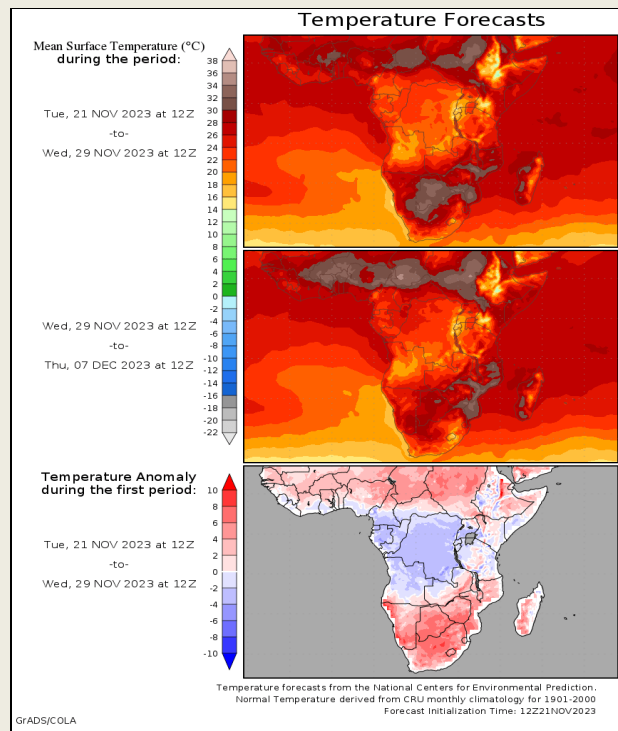 Temperature Forecasts
Mean Surface Temperature (°C)
during the period:
Tue, 21 NOV 2023 at 12Z
-to-
Wed, 29 NOV 2023 at 12Z
38
36
34
32
30
28
26
24
22
20
18
16
14
12
10
8
6
4
2
0
-2
-4
-6
-8
-10
-12
-14
-16
-18
-20
-22
Wed, 29 NOV 2023 at 12Z
-to-
Thu, 07 DEC 2023 at 12Z
Temperature Anomaly
during the first period:
Tue, 21 NOV 2023 at 12Z
-to-
Wed, 29 NOV 2023 at 12Z
10
8
6
4
2
0
-2
-4
-6
-8
-10
Temperature forecasts from the National Centers for Environmental Prediction.
Normal Temperature derived from CRU monthly climatology for 1901-2000
Forecast Initialization Time: 12Z21NOV2023
GrADS/COLA